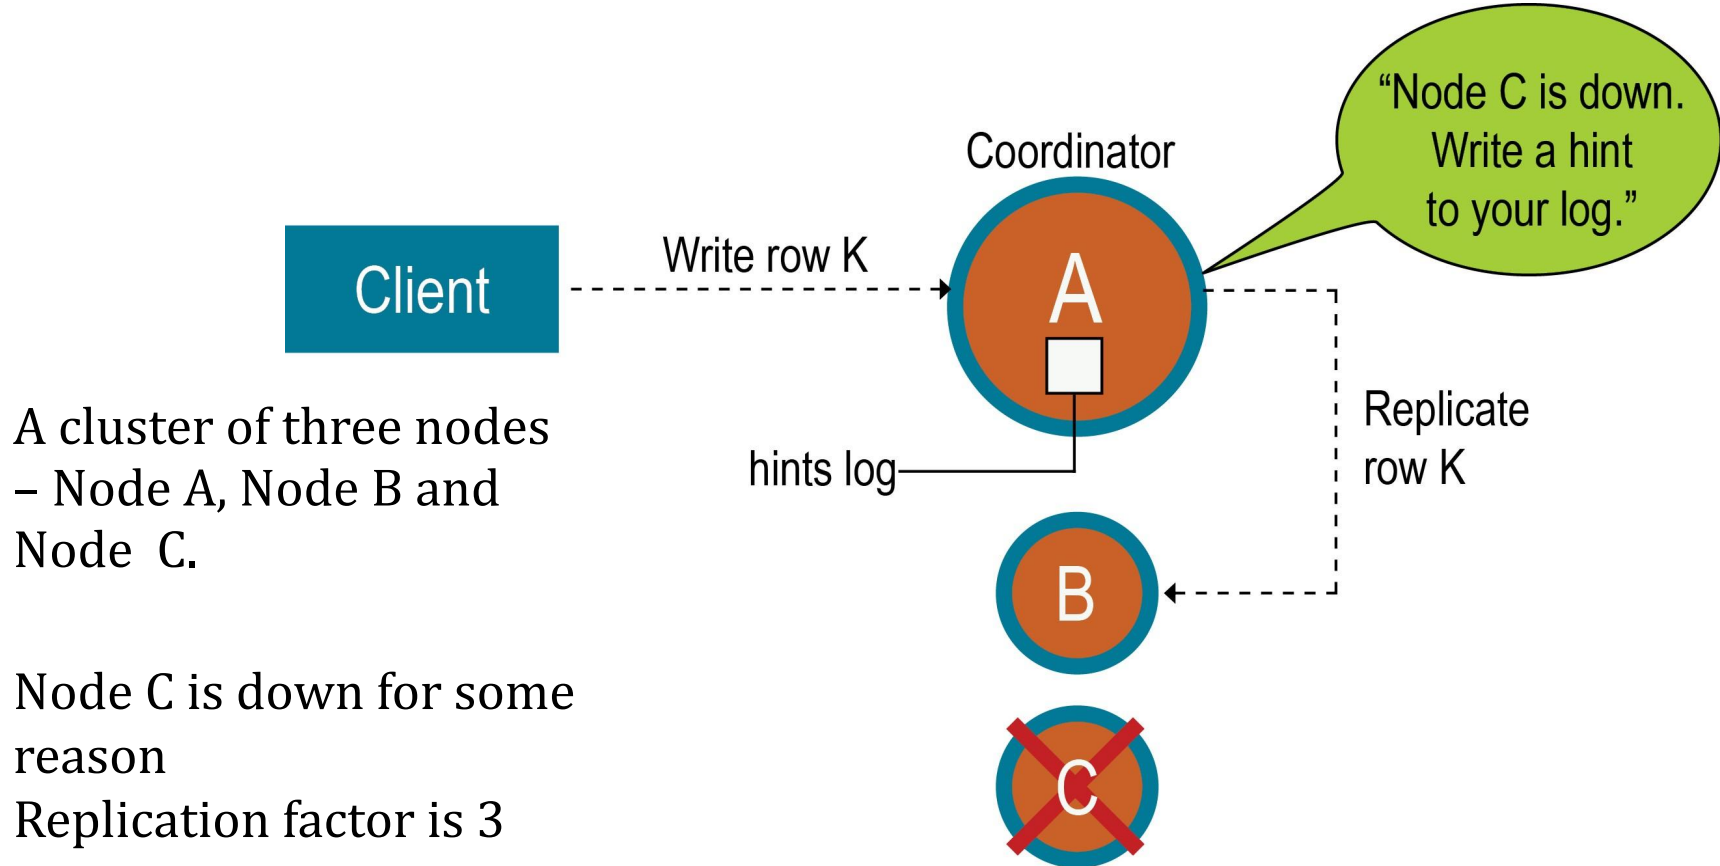 “Node C is down.
Write a hint
to your log.”
Coordinator
Client
Write row K
A
hints log
Replicate
row K
B
C
A cluster of three nodes
– Node A, Node B and
Node C.
Node C is down for some
reason
Replication factor is 3